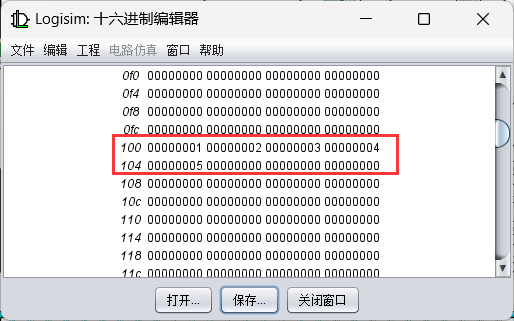 Logisim: 十六进制编辑器
文件 编辑 工程 电路仿真 窗口 帮助
0f0 00000000 00000000 00000000 00000000
0f4 00000000 00000000 00000000 00000000
0f8 00000000 00000000 00000000 00000000
0fc 00000000 00000000 00000000 00000000
100 00000001 00000002 00000003 00000004
104 00000005 00000000 00000000 00000000
108 00000000 00000000 00000000 00000000
10c 00000000 00000000 00000000 00000000
110 00000000 00000000 00000000 00000000
114 00000000 00000000 00000000 00000000
118 00000000 00000000 00000000 00000000
11c 00000000 00000000 00000000 00000000
打开... 保存... 关闭窗口